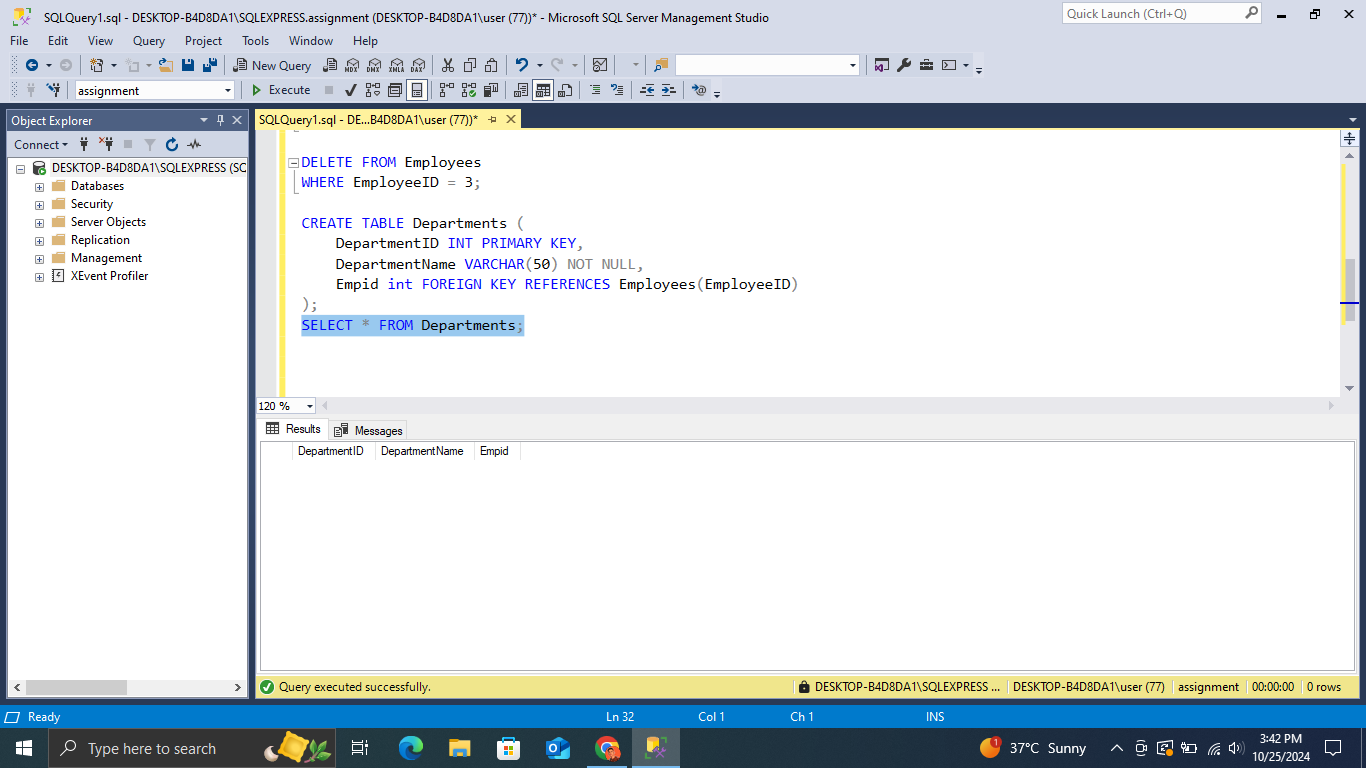 SQLQuery1.sql - DESKTOP-B4D8DA1\SQLEXPRESS.assignment (DESKTOP-B4D8DA1\user (77))* - Microsoft SQL Server Management Studio
Quick Launch (Ctrl+Q)
File Edit View Query Project Tools Window Help
New Query MDX DMX XMLA DAX
assignment Execute
Object Explorer
SQLQuery1.sql - DE...B4D8DA1\user (77))*
Connect
DESKTOP-B4D8DA1\SQLEXPRESS (SQ
Databases
Security
Server Objects
Replication
Management
XEvent Profiler
DELETE FROM Employees
WHERE EmployeeID = 3;
CREATE TABLE Departments (
DepartmentID INT PRIMARY KEY,
DepartmentName VARCHAR(50) NOT NULL,
Empid int FOREIGN KEY REFERENCES Employees(EmployeeID)
);
SELECT * FROM Departments;
120 %
Results Messages
DepartmentID DepartmentName Empid
Query executed successfully.
DESKTOP-B4D8DA1\SQLEXPRESS ... DESKTOP-B4D8DA1\user (77) assignment 00:00:00 0 rows
Ready Ln 32 Col 1 Ch 1 INS
Type here to search
1 37°C Sunny
3:42 PM
10/25/2024